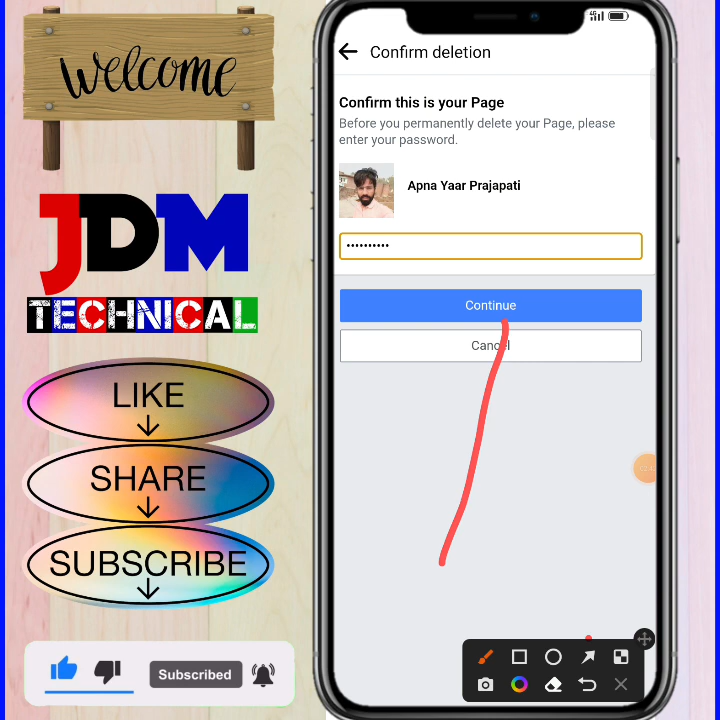 welcome
JDM
TECHNICAL
LIKE
SHARE
SUBSCRIBE
Subscribed
4G
Confirm deletion
Confirm this is your Page
Before you permanently delete your Page, please
enter your password.
Apna Yaar Prajapati
••••••••••
Continue
Cancel